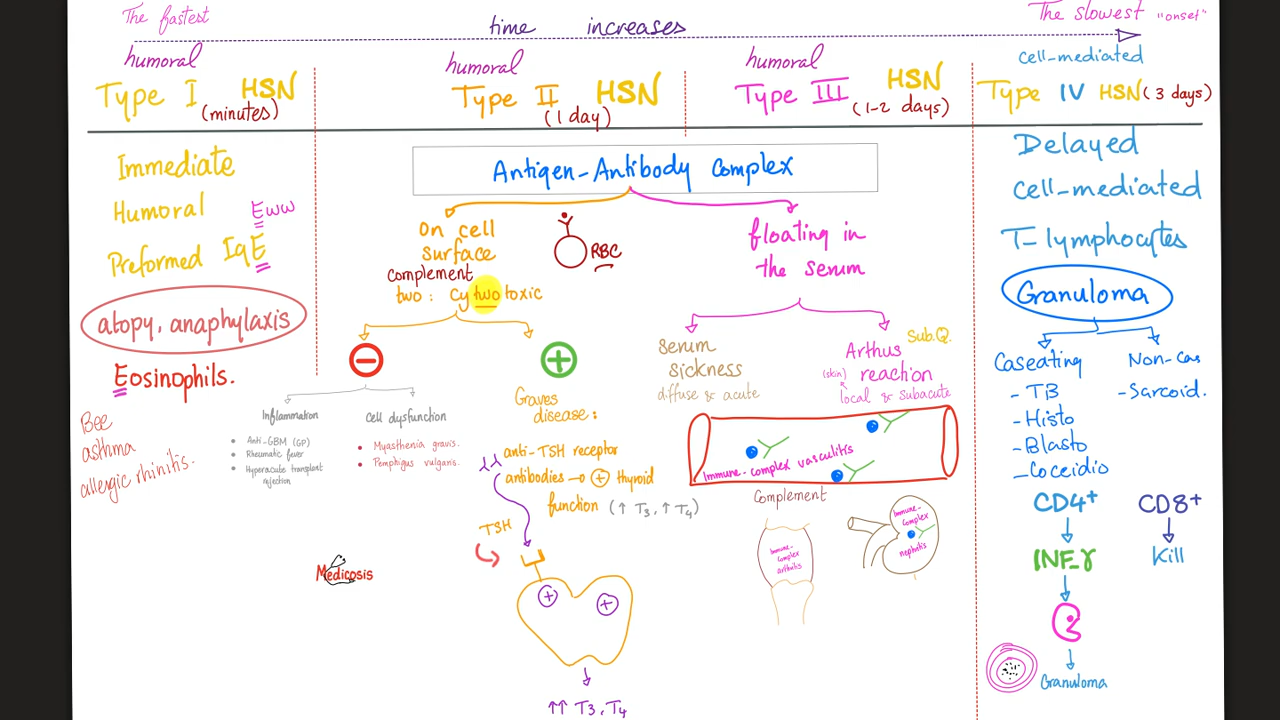 The fastest
time increases
The slowest "onset"
humoral
Type I HSN
(minutes)
humoral
Type II HSN
(1 day)
humoral
Type III HSN
(1-2 days)
cell-mediated
Type IV HSN (3 days)
Immediate
Humoral Eww
Preformed IgE
atopy, anaphylaxis
Eosinophils.
Bee
asthma
allergic rhinitis.
Antigen-Antibody Complex
On cell
surface
complement
two: cytwotoxic
RBC
−
+
Inflammation
• Anti-GBM (GP)
• Rheumatic fever
• Hyperacute transplant
rejection
Cell dysfunction
• Myasthenia gravis.
• Pemphigus vulgaris.
Graves
disease:
anti-TSH receptor
antibodies → + thyroid
function (↑ T3, ↑ T4)
TSH
+ +
↑↑ T3, T4
Medicosis
floating in
the serum
serum
sickness
diffuse & acute
Sub.Q.
Arthus
(skin) reaction
local & subacute
Immune-complex vasculitis
Complement
Immune-
complex
arthritis
Immune-
Complex
nephritis
Delayed
cell-mediated
T-lymphocytes
Granuloma
Caseating
- TB
- Histo
- Blasto
- Coccidio
Non-cas
- Sarcoid.
CD4+
INF-γ
Granuloma
CD8+
Kill